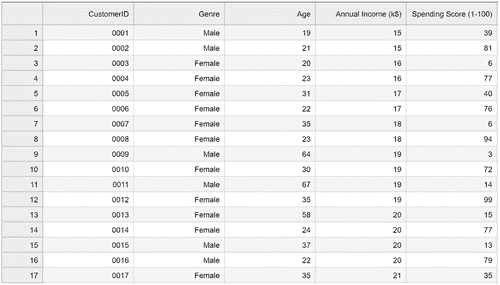 CustomerID Genre Age Annual Income (k$) Spending Score (1-100)
1 0001 Male 19 15 39
2 0002 Male 21 15 81
3 0003 Female 20 16 6
4 0004 Female 23 16 77
5 0005 Female 31 17 40
6 0006 Female 22 17 76
7 0007 Female 35 18 6
8 0008 Female 23 18 94
9 0009 Male 64 19 3
10 0010 Female 30 19 72
11 0011 Male 67 19 14
12 0012 Female 35 19 99
13 0013 Female 58 20 15
14 0014 Female 24 20 77
15 0015 Male 37 20 13
16 0016 Male 22 20 79
17 0017 Female 35 21 35